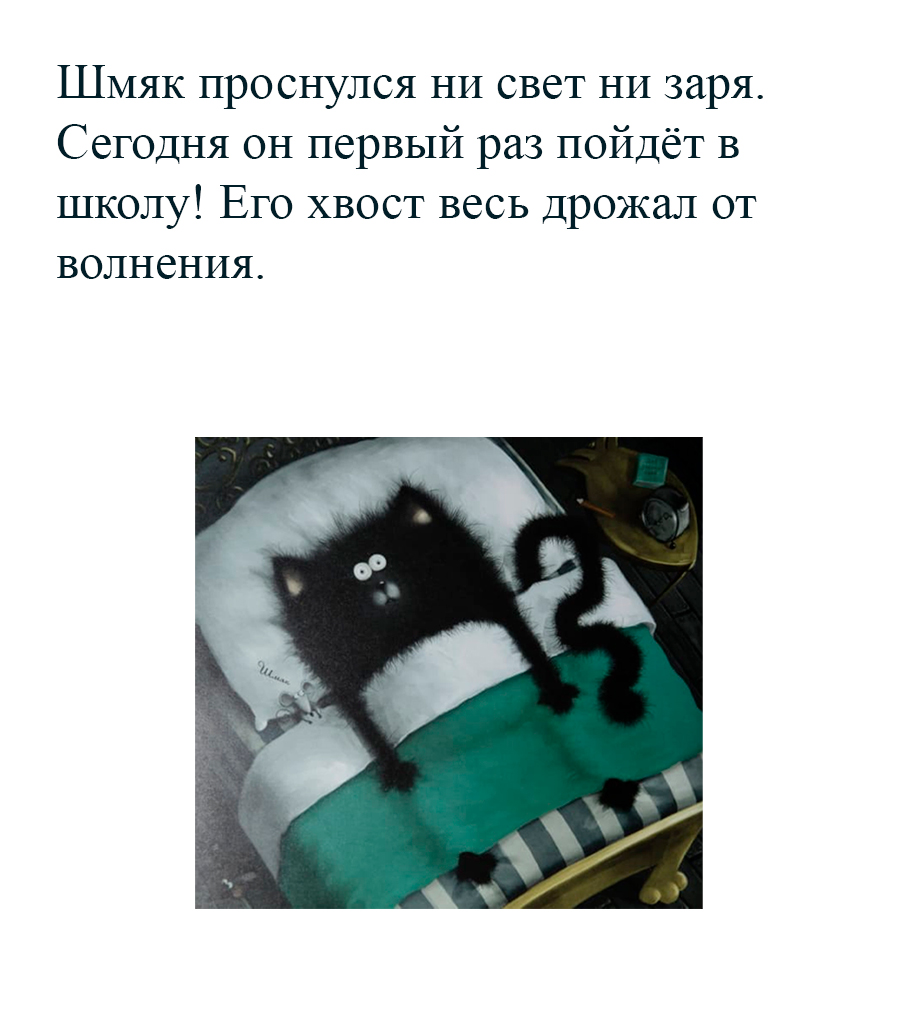 Шмяк проснулся ни свет ни заря.
Сегодня он первый раз пойдёт в
школу! Его хвост весь дрожал от
волнения.
Шмяк